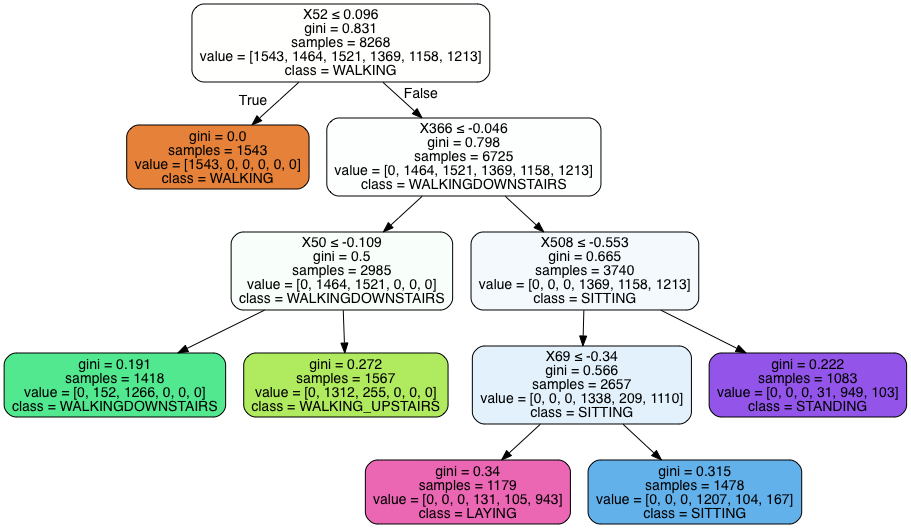 X52 ≤ 0.096
gini = 0.831
samples = 8268
value = [1543, 1464, 1521, 1369, 1158, 1213]
class = WALKING
True
False
gini = 0.0
samples = 1543
value = [1543, 0, 0, 0, 0, 0]
class = WALKING
X366 ≤ -0.046
gini = 0.798
samples = 6725
value = [0, 1464, 1521, 1369, 1158, 1213]
class = WALKINGDOWNSTAIRS
X50 ≤ -0.109
gini = 0.5
samples = 2985
value = [0, 1464, 1521, 0, 0, 0]
class = WALKINGDOWNSTAIRS
X508 ≤ -0.553
gini = 0.665
samples = 3740
value = [0, 0, 0, 1369, 1158, 1213]
class = SITTING
gini = 0.191
samples = 1418
value = [0, 152, 1266, 0, 0, 0]
class = WALKINGDOWNSTAIRS
gini = 0.272
samples = 1567
value = [0, 1312, 255, 0, 0, 0]
class = WALKING_UPSTAIRS
X69 ≤ -0.34
gini = 0.566
samples = 2657
value = [0, 0, 0, 1338, 209, 1110]
class = SITTING
gini = 0.222
samples = 1083
value = [0, 0, 0, 31, 949, 103]
class = STANDING
gini = 0.34
samples = 1179
value = [0, 0, 0, 131, 105, 943]
class = LAYING
gini = 0.315
samples = 1478
value = [0, 0, 0, 1207, 104, 167]
class = SITTING